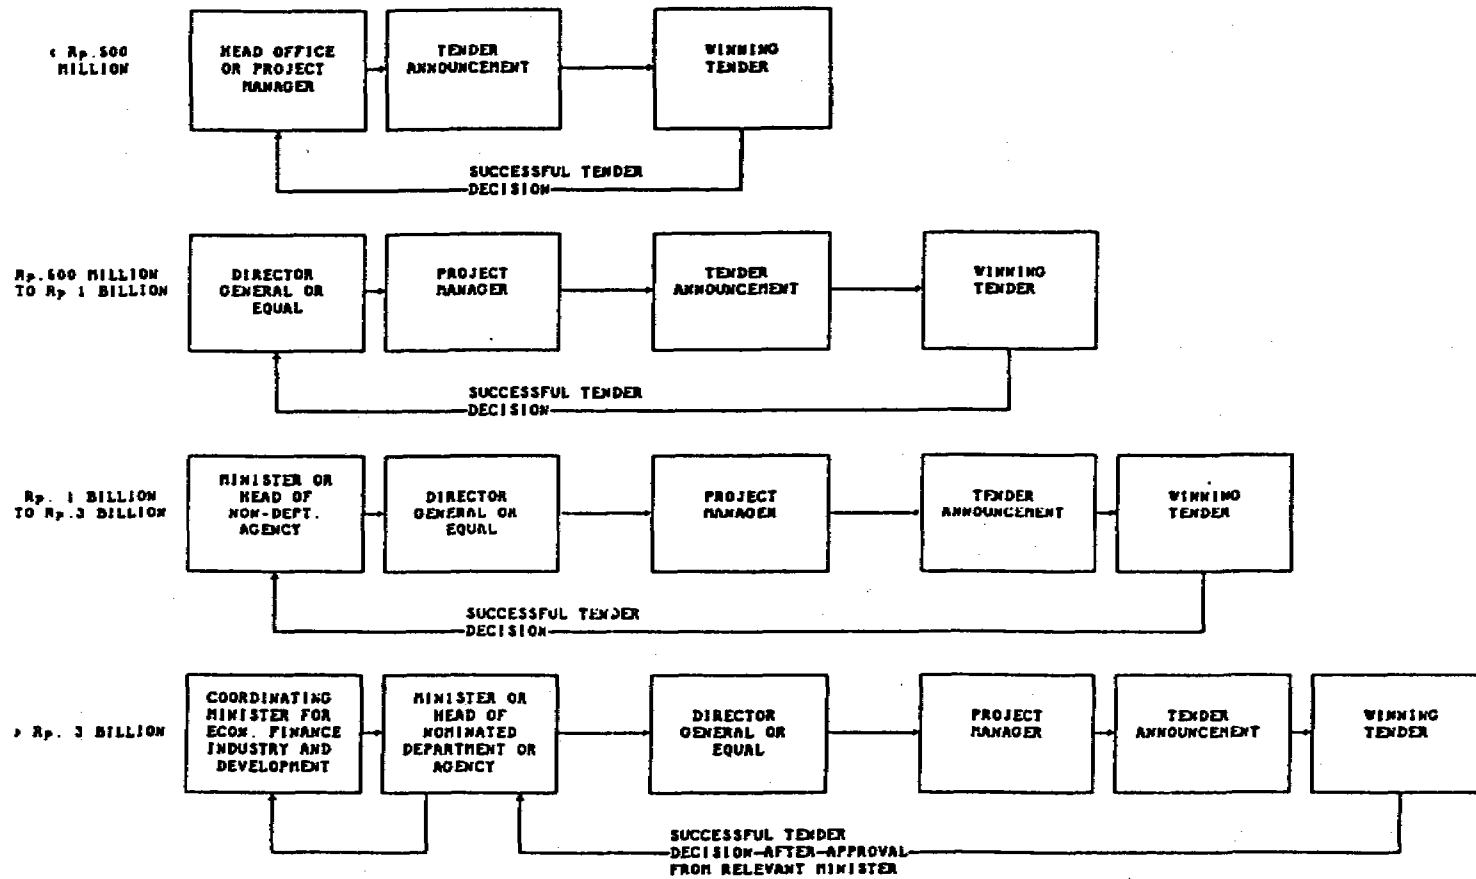 < Rp.500
MILLION
HEAD OFFICE
OR PROJECT
MANAGER
TENDER
ANNOUNCEMENT
WINNING
TENDER
SUCCESSFUL TENDER
DECISION
Rp.500 MILLION
TO Rp 1 BILLION
DIRECTOR
GENERAL OR
EQUAL
PROJECT
MANAGER
TENDER
ANNOUNCEMENT
WINNING
TENDER
SUCCESSFUL TENDER
DECISION
Rp. 1 BILLION
TO Rp.3 BILLION
MINISTER OR
HEAD OF
NON-DEPT.
AGENCY
DIRECTOR
GENERAL OR
EQUAL
PROJECT
MANAGER
TENDER
ANNOUNCEMENT
WINNING
TENDER
SUCCESSFUL TENDER
DECISION
> Rp. 3 BILLION
COORDINATING
MINISTER FOR
ECON. FINANCE
INDUSTRY AND
DEVELOPMENT
MINISTER OR
HEAD OF
NOMINATED
DEPARTMENT OR
AGENCY
DIRECTOR
GENERAL OR
EQUAL
PROJECT
MANAGER
TENDER
ANNOUNCEMENT
WINNING
TENDER
SUCCESSFUL TENDER
DECISION AFTER APPROVAL
FROM RELEVANT MINISTER